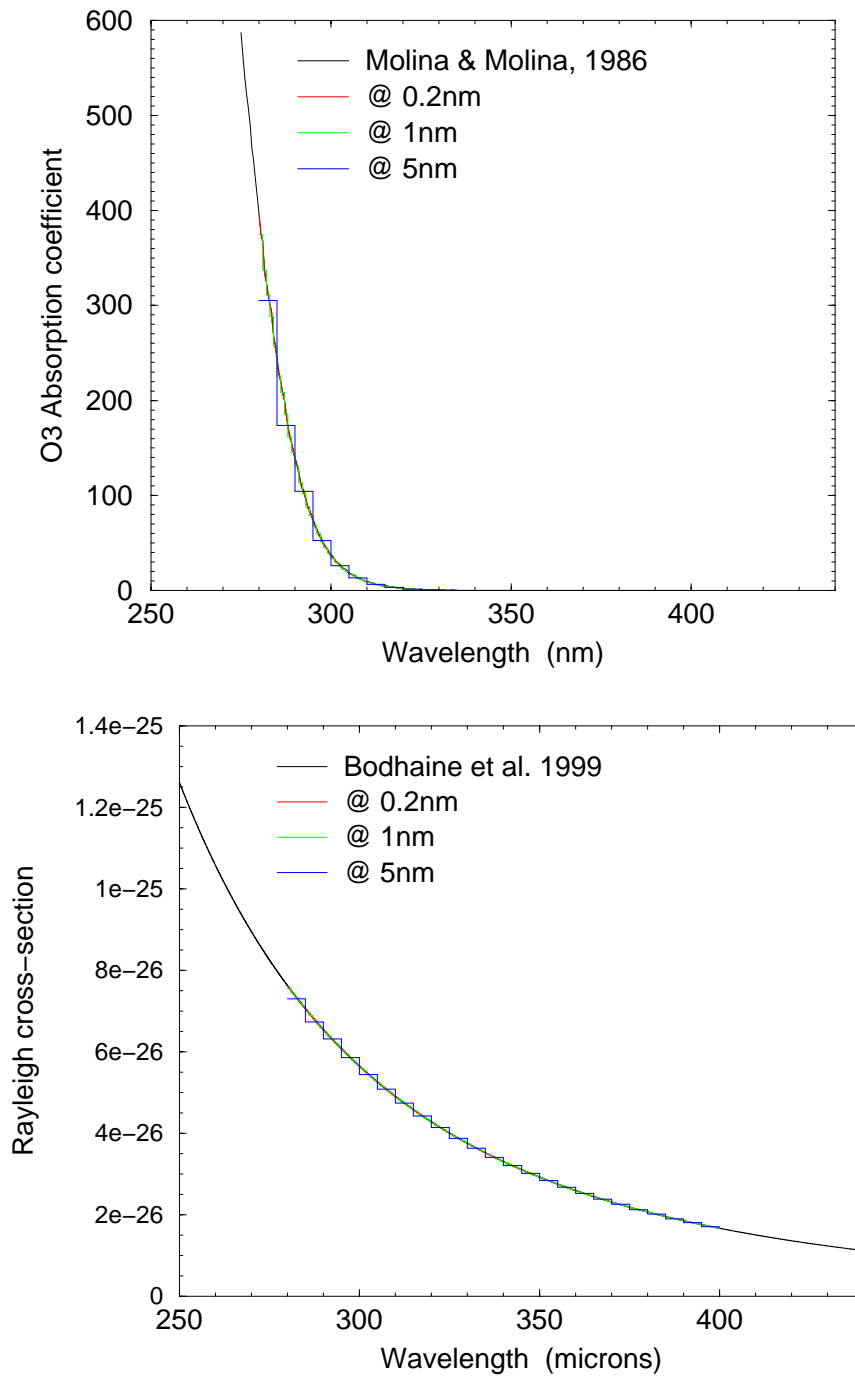 600
500
400
300
200
100
0
O3 Absorption coefficient
Molina & Molina, 1986
@ 0.2nm
@ 1nm
@ 5nm
250
300
350
400
Wavelength (nm)
1.4e−25
1.2e−25
1e−25
8e−26
6e−26
4e−26
2e−26
0
Rayleigh cross−section
Bodhaine et al. 1999
@ 0.2nm
@ 1nm
@ 5nm
250
300
350
400
Wavelength (microns)